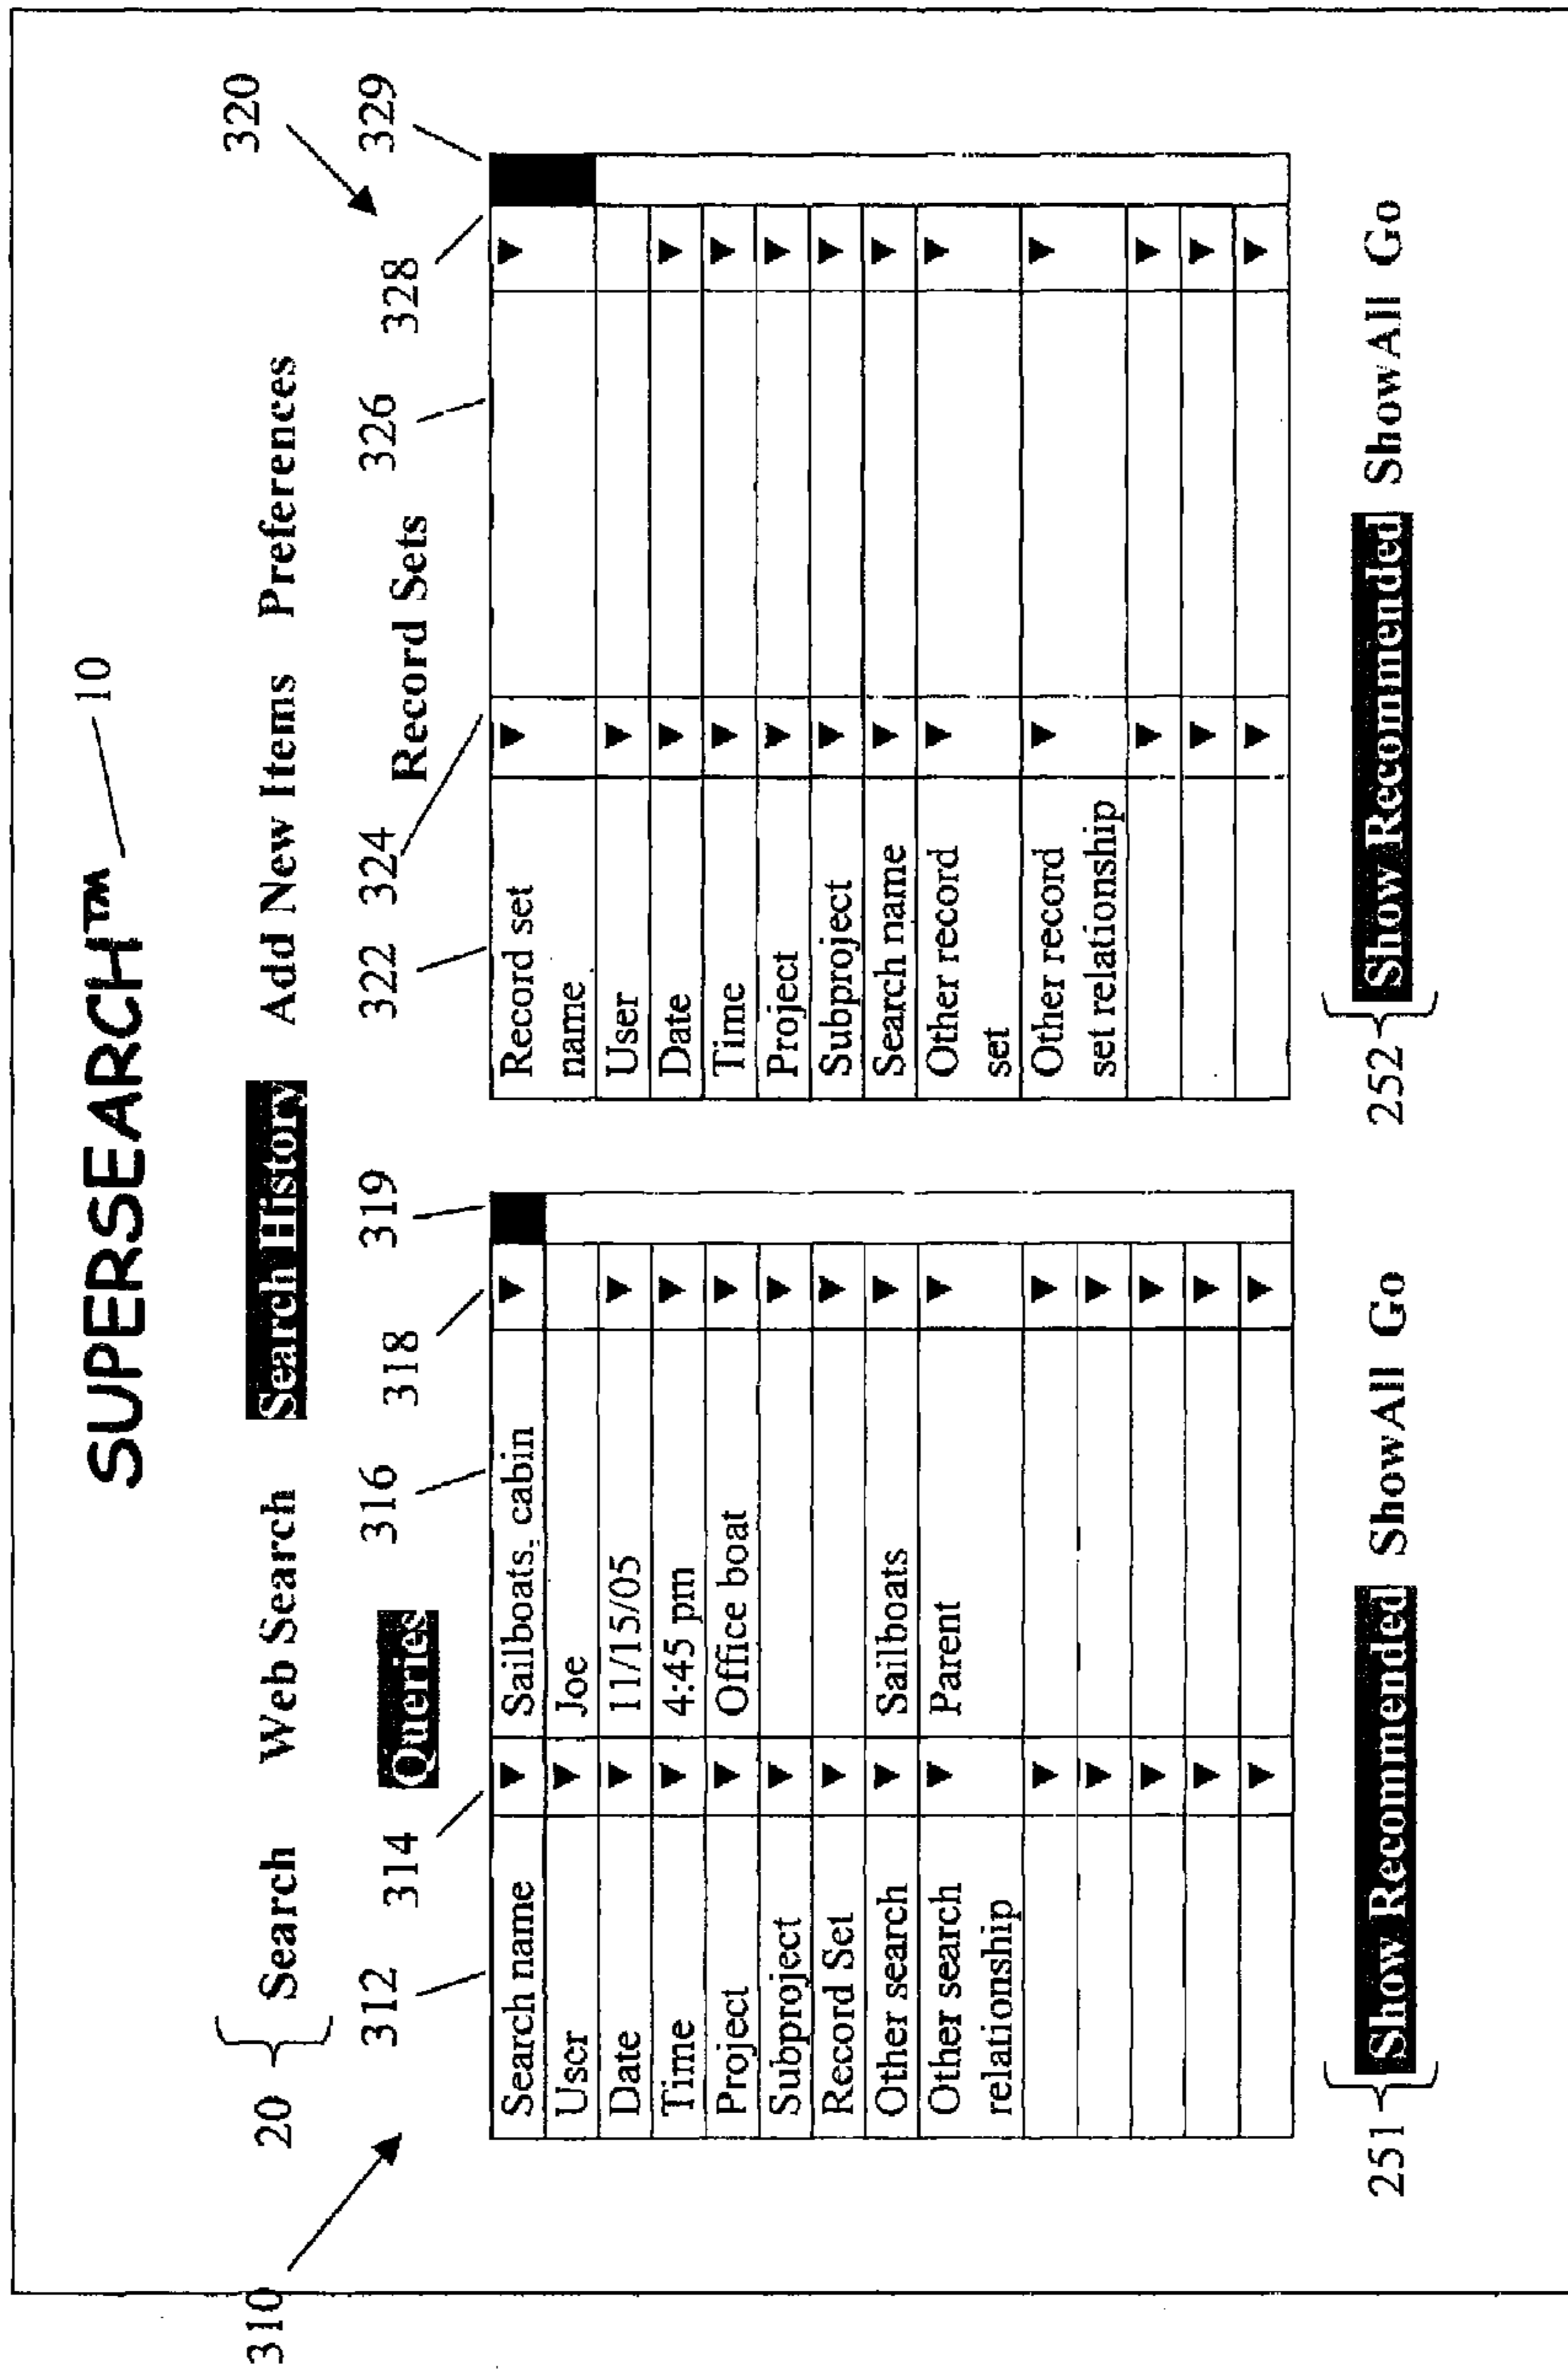 SUPERSEARCH™ 10
20 Search Web Search Search History Add New Items Preferences
310
320
312 314 Queries 316 318 319
322 324 Record Sets 326 328 329
Search name ▼ Sailboats, cabin ▼
User ▼ Joe
Date ▼ 11/15/05 ▼
Time ▼ 4:45 pm ▼
Project ▼ Office boat ▼
Subproject ▼ ▼
Record Set ▼ ▼
Other search ▼ Sailboats ▼
Other search ▼ Parent ▼
relationship
▼ ▼
▼ ▼
▼ ▼
▼ ▼
▼ ▼
Record set ▼ ▼
name
User ▼
Date ▼ ▼
Time ▼ ▼
Project ▼ ▼
Subproject ▼ ▼
Search name ▼ ▼
Other record ▼ ▼
set
Other record ▼ ▼
set relationship
▼ ▼
▼ ▼
▼ ▼
251 Show Recommended Show All Go
252 Show Recommended Show All Go